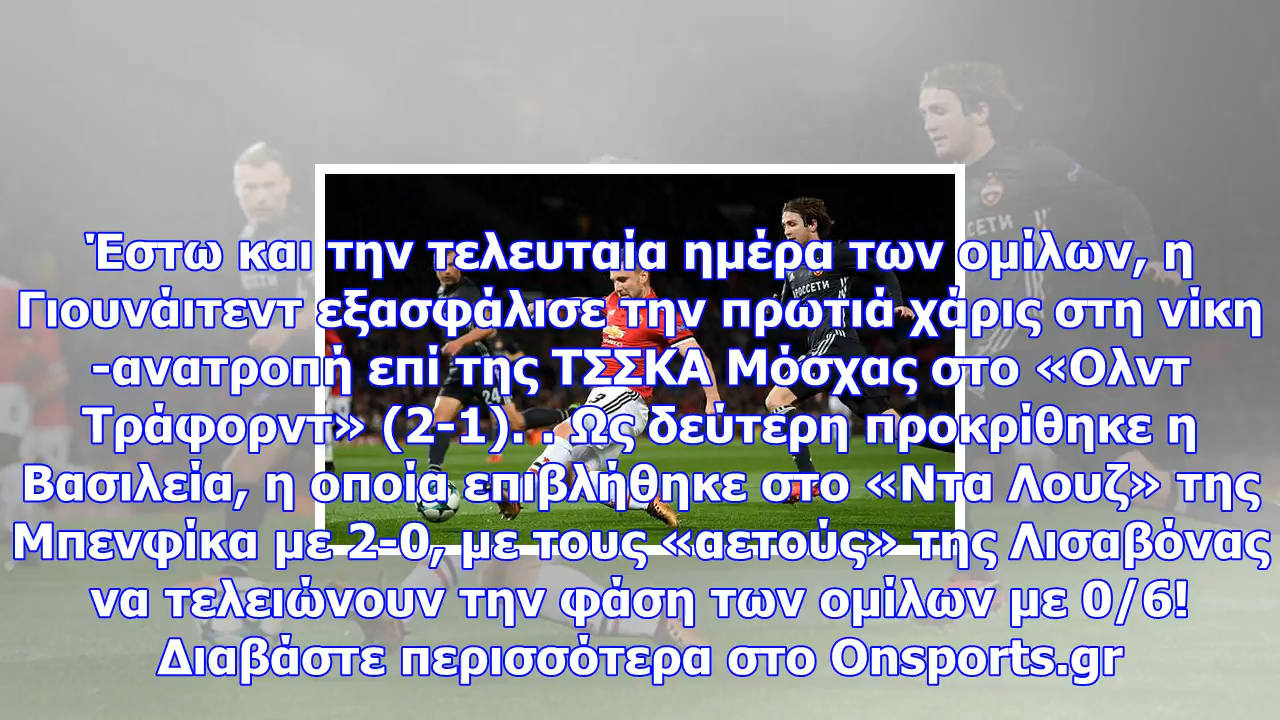 Έστω και την τελευταία ημέρα των ομίλων, η
Γιουνάιτεντ εξασφάλισε την πρωτιά χάρις στη νίκη
-ανατροπή επί της ΤΣΣΚΑ Μόσχας στο «Ολντ
Τράφορντ» (2-1). . Ως δεύτερη προκρίθηκε η
Βασιλεία, η οποία επιβλήθηκε στο «Ντα Λουζ» της
Μπενφίκα με 2-0, με τους «αετούς» της Λισαβόνας
να τελειώνουν την φάση των ομίλων με 0/6!
Διαβάστε περισσότερα στο Onsports.gr